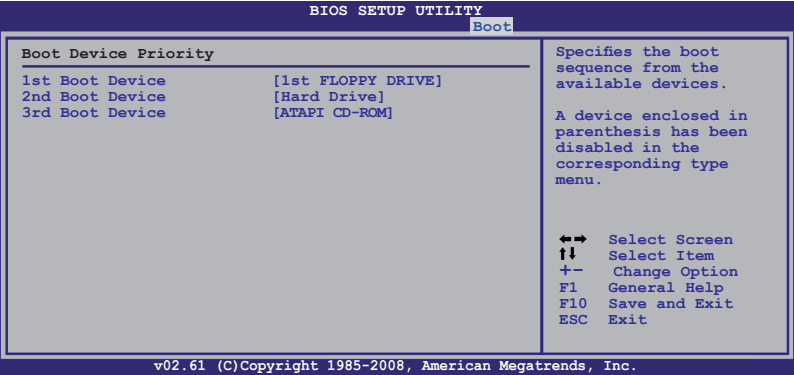 BIOS SETUP UTILITY
Boot
Boot Device Priority
1st Boot Device [1st FLOPPY DRIVE]
2nd Boot Device [Hard Drive]
3rd Boot Device [ATAPI CD-ROM]
Specifies the boot
sequence from the
available devices.
A device enclosed in
parenthesis has been
disabled in the
corresponding type
menu.
←→ Select Screen
↑↓ Select Item
+- Change Option
F1 General Help
F10 Save and Exit
ESC Exit
v02.61 (C)Copyright 1985-2008, American Megatrends, Inc.